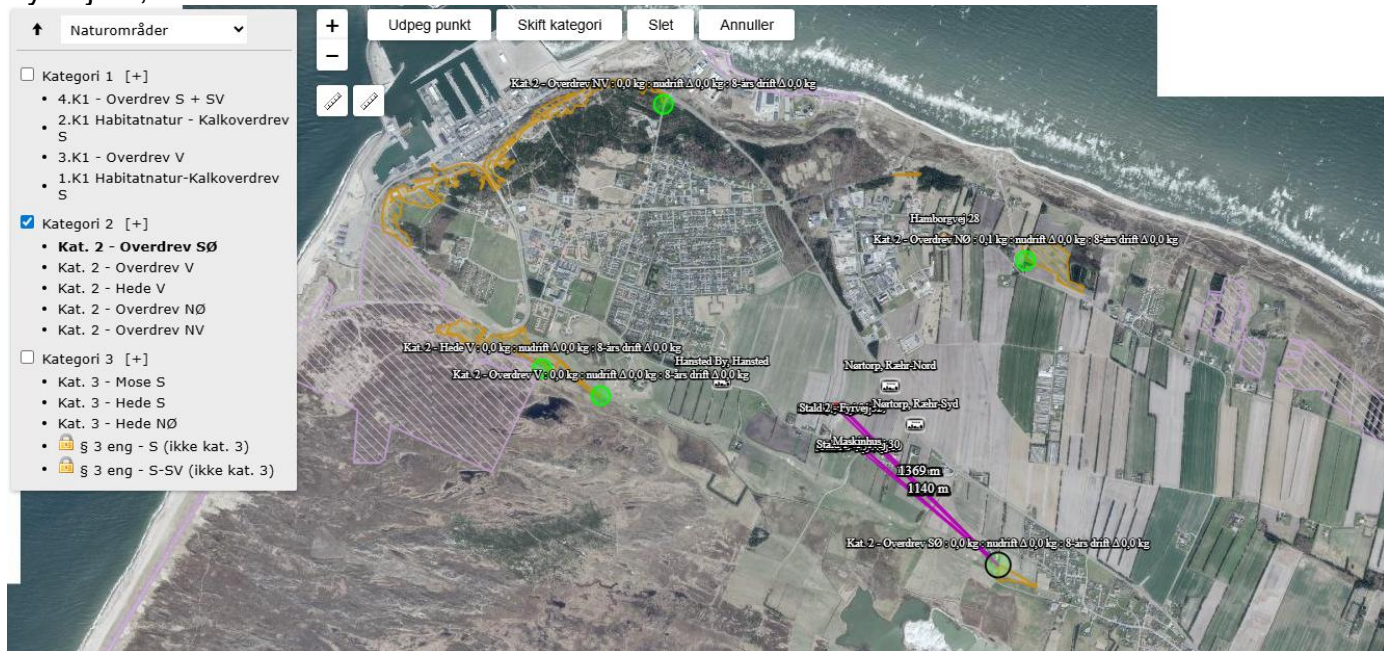 Naturområder
Kategori 1 [+]
4.K1 - Overdrev S + SV
2.K1 Habitatnatur - Kalkoverdrev
S
3.K1 - Overdrev V
1.K1 Habitatnatur-Kalkoverdrev
S
Kategori 2 [+]
Kat. 2 - Overdrev SØ
Kat. 2 - Overdrev V
Kat. 2 - Hede V
Kat. 2 - Overdrev NØ
Kat. 2 - Overdrev NV
Kategori 3 [+]
Kat. 3 - Mose S
Kat. 3 - Hede S
Kat. 3 - Hede NØ
§ 3 eng - S (ikke kat. 3)
§ 3 eng - S-SV (ikke kat. 3)
+
−
Udpeg punkt Skift kategori Slet Annuller
Kat. 2 - Overdrev NV : 0,0 kg : nudrift Δ 0,0 kg : 8-års drift Δ 0,0 kg
Hamborgvej 28
Kat. 2 - Overdrev NØ : 0,1 kg : nudrift Δ 0,0 kg : 8-års drift Δ 0,0 kg
Kat. 2 - Hede V : 0,0 kg : nudrift Δ 0,0 kg : 8-års drift Δ 0,0 kg
Hansted By, Hansted
Kat. 2 - Overdrev V : 0,0 kg : nudrift Δ 0,0 kg : 8-års drift Δ 0,0 kg
Nørtorp, Ræhr-Nord
Nørtorp, Ræhr-Syd
Stald 2 - Fyrvej
Maskinhus
1369 m
1140 m
Kat. 2 - Overdrev SØ : 0,0 kg : nudrift Δ 0,0 kg : 8-års drift Δ 0,0 kg